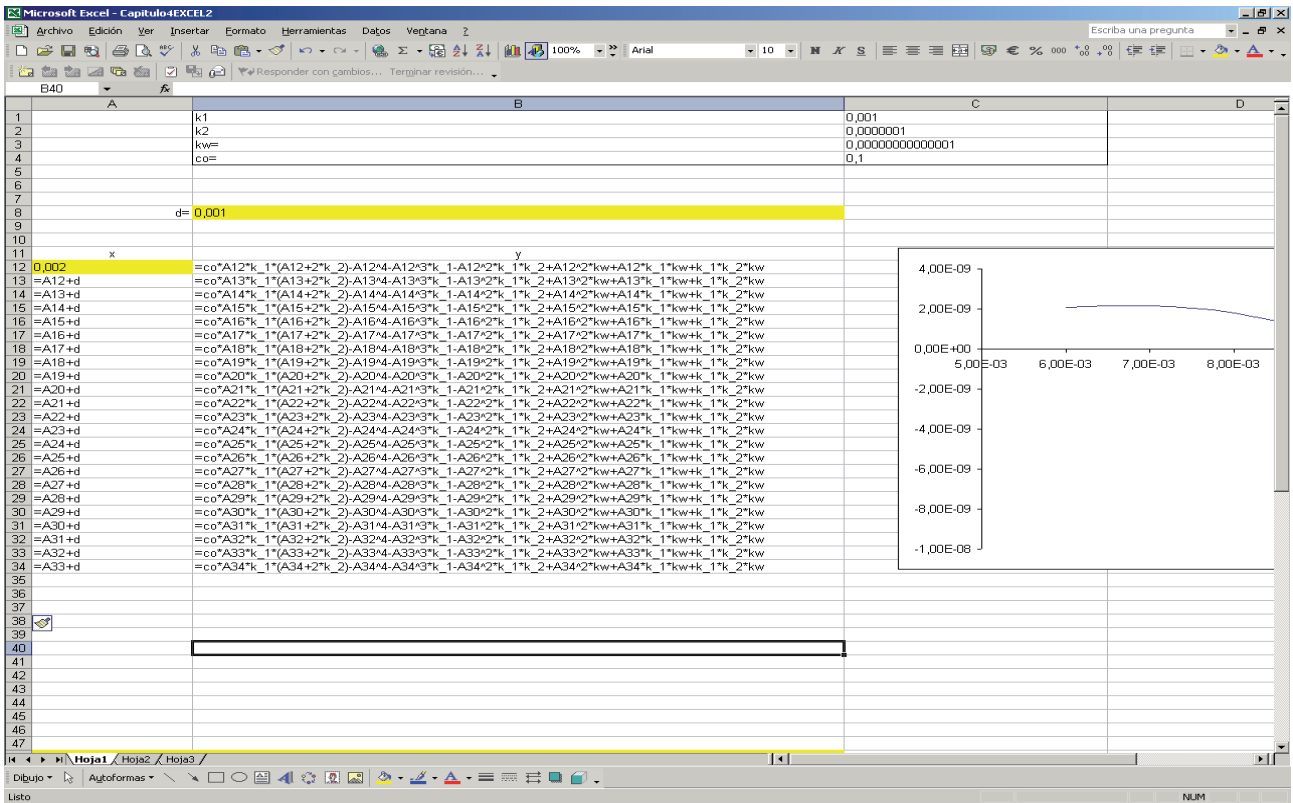 Microsoft Excel - Capitulo4EXCEL2
Archivo Edición Ver Insertar Formato Herramientas Datos Ventana ? Escriba una pregunta
100% Arial 10 N K S € % 000
Responder con cambios... Terminar revisión...
B40 fx
A B C D
1 k1 0,001
2 k2 0,0000001
3 kw= 0,00000000000001
4 co= 0,1
5
6
7
8 d= 0,001
9
10
11 x y
12 0,002 =co*A12*k_1*(A12+2*k_2)-A12^4-A12^3*k_1-A12^2*k_1*k_2+A12^2*kw+A12*k_1*kw+k_1*k_2*kw
13 =A12+d =co*A13*k_1*(A13+2*k_2)-A13^4-A13^3*k_1-A13^2*k_1*k_2+A13^2*kw+A13*k_1*kw+k_1*k_2*kw
14 =A13+d =co*A14*k_1*(A14+2*k_2)-A14^4-A14^3*k_1-A14^2*k_1*k_2+A14^2*kw+A14*k_1*kw+k_1*k_2*kw
15 =A14+d =co*A15*k_1*(A15+2*k_2)-A15^4-A15^3*k_1-A15^2*k_1*k_2+A15^2*kw+A15*k_1*kw+k_1*k_2*kw
16 =A15+d =co*A16*k_1*(A16+2*k_2)-A16^4-A16^3*k_1-A16^2*k_1*k_2+A16^2*kw+A16*k_1*kw+k_1*k_2*kw
17 =A16+d =co*A17*k_1*(A17+2*k_2)-A17^4-A17^3*k_1-A17^2*k_1*k_2+A17^2*kw+A17*k_1*kw+k_1*k_2*kw
18 =A17+d =co*A18*k_1*(A18+2*k_2)-A18^4-A18^3*k_1-A18^2*k_1*k_2+A18^2*kw+A18*k_1*kw+k_1*k_2*kw
19 =A18+d =co*A19*k_1*(A19+2*k_2)-A19^4-A19^3*k_1-A19^2*k_1*k_2+A19^2*kw+A19*k_1*kw+k_1*k_2*kw
20 =A19+d =co*A20*k_1*(A20+2*k_2)-A20^4-A20^3*k_1-A20^2*k_1*k_2+A20^2*kw+A20*k_1*kw+k_1*k_2*kw
21 =A20+d =co*A21*k_1*(A21+2*k_2)-A21^4-A21^3*k_1-A21^2*k_1*k_2+A21^2*kw+A21*k_1*kw+k_1*k_2*kw
22 =A21+d =co*A22*k_1*(A22+2*k_2)-A22^4-A22^3*k_1-A22^2*k_1*k_2+A22^2*kw+A22*k_1*kw+k_1*k_2*kw
23 =A22+d =co*A23*k_1*(A23+2*k_2)-A23^4-A23^3*k_1-A23^2*k_1*k_2+A23^2*kw+A23*k_1*kw+k_1*k_2*kw
24 =A23+d =co*A24*k_1*(A24+2*k_2)-A24^4-A24^3*k_1-A24^2*k_1*k_2+A24^2*kw+A24*k_1*kw+k_1*k_2*kw
25 =A24+d =co*A25*k_1*(A25+2*k_2)-A25^4-A25^3*k_1-A25^2*k_1*k_2+A25^2*kw+A25*k_1*kw+k_1*k_2*kw
26 =A25+d =co*A26*k_1*(A26+2*k_2)-A26^4-A26^3*k_1-A26^2*k_1*k_2+A26^2*kw+A26*k_1*kw+k_1*k_2*kw
27 =A26+d =co*A27*k_1*(A27+2*k_2)-A27^4-A27^3*k_1-A27^2*k_1*k_2+A27^2*kw+A27*k_1*kw+k_1*k_2*kw
28 =A27+d =co*A28*k_1*(A28+2*k_2)-A28^4-A28^3*k_1-A28^2*k_1*k_2+A28^2*kw+A28*k_1*kw+k_1*k_2*kw
29 =A28+d =co*A29*k_1*(A29+2*k_2)-A29^4-A29^3*k_1-A29^2*k_1*k_2+A29^2*kw+A29*k_1*kw+k_1*k_2*kw
30 =A29+d =co*A30*k_1*(A30+2*k_2)-A30^4-A30^3*k_1-A30^2*k_1*k_2+A30^2*kw+A30*k_1*kw+k_1*k_2*kw
31 =A30+d =co*A31*k_1*(A31+2*k_2)-A31^4-A31^3*k_1-A31^2*k_1*k_2+A31^2*kw+A31*k_1*kw+k_1*k_2*kw
32 =A31+d =co*A32*k_1*(A32+2*k_2)-A32^4-A32^3*k_1-A32^2*k_1*k_2+A32^2*kw+A32*k_1*kw+k_1*k_2*kw
33 =A32+d =co*A33*k_1*(A33+2*k_2)-A33^4-A33^3*k_1-A33^2*k_1*k_2+A33^2*kw+A33*k_1*kw+k_1*k_2*kw
34 =A33+d =co*A34*k_1*(A34+2*k_2)-A34^4-A34^3*k_1-A34^2*k_1*k_2+A34^2*kw+A34*k_1*kw+k_1*k_2*kw
35
36
37
38
39
40
41
42
43
44
45
46
47
4,00E-09
2,00E-09
0,00E+00
5,00E-03 6,00E-03 7,00E-03 8,00E-03
-2,00E-09
-4,00E-09
-6,00E-09
-8,00E-09
-1,00E-08
Hoja1 Hoja2 Hoja3
Dibujo Autoformas
Listo NUM